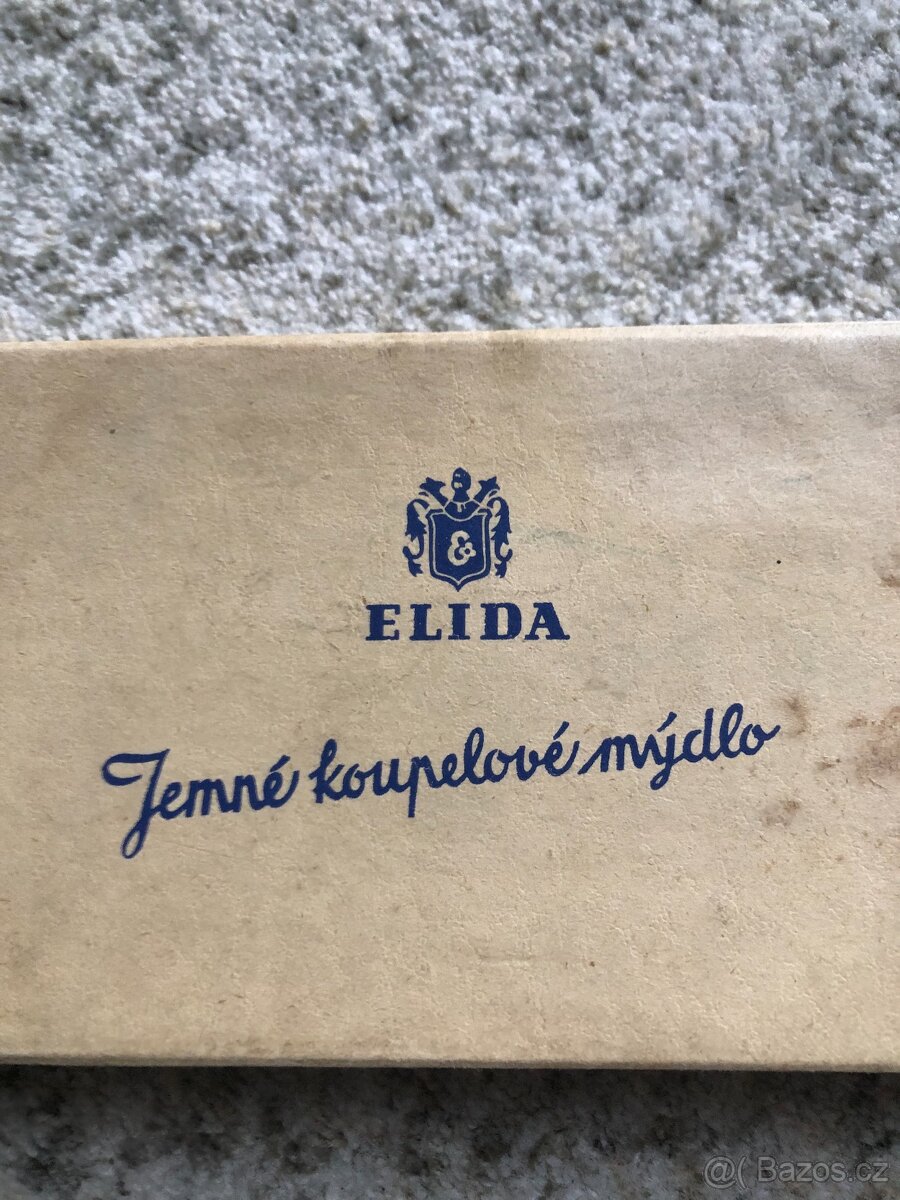 &
ELIDA
Jemné koupelové mýdlo
@( Bazos.cz